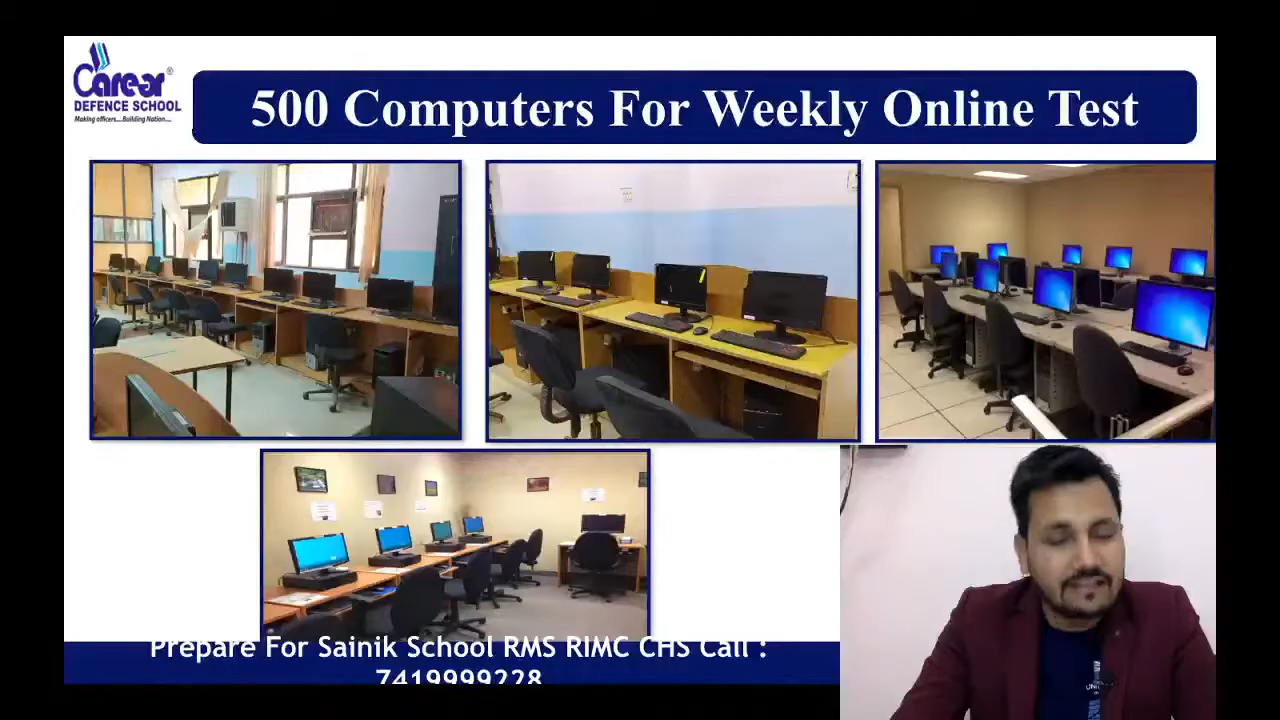 Carear®
DEFENCE SCHOOL
Making officers....Building Nation....
500 Computers For Weekly Online Test
Prepare For Sainik School RMS RIMC CHS Call :
7419999228